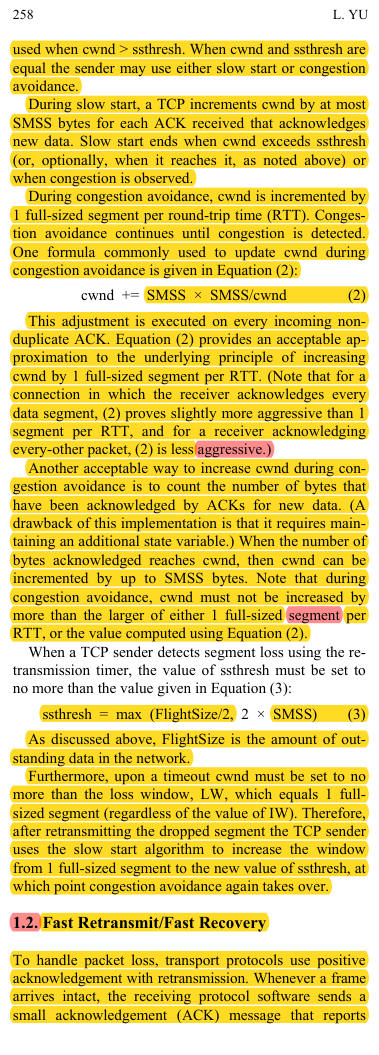 258 L. YU
used when cwnd > ssthresh. When cwnd and ssthresh are
equal the sender may use either slow start or congestion
avoidance.
During slow start, a TCP increments cwnd by at most
SMSS bytes for each ACK received that acknowledges
new data. Slow start ends when cwnd exceeds ssthresh
(or, optionally, when it reaches it, as noted above) or
when congestion is observed.
During congestion avoidance, cwnd is incremented by
1 full-sized segment per round-trip time (RTT). Conges-
tion avoidance continues until congestion is detected.
One formula commonly used to update cwnd during
congestion avoidance is given in Equation (2):
cwnd += SMSS × SMSS/cwnd (2)
This adjustment is executed on every incoming non-
duplicate ACK. Equation (2) provides an acceptable ap-
proximation to the underlying principle of increasing
cwnd by 1 full-sized segment per RTT. (Note that for a
connection in which the receiver acknowledges every
data segment, (2) proves slightly more aggressive than 1
segment per RTT, and for a receiver acknowledging
every-other packet, (2) is less aggressive.)
Another acceptable way to increase cwnd during con-
gestion avoidance is to count the number of bytes that
have been acknowledged by ACKs for new data. (A
drawback of this implementation is that it requires main-
taining an additional state variable.) When the number of
bytes acknowledged reaches cwnd, then cwnd can be
incremented by up to SMSS bytes. Note that during
congestion avoidance, cwnd must not be increased by
more than the larger of either 1 full-sized segment per
RTT, or the value computed using Equation (2).
When a TCP sender detects segment loss using the re-
transmission timer, the value of ssthresh must be set to
no more than the value given in Equation (3):
ssthresh = max (FlightSize/2, 2 × SMSS) (3)
As discussed above, FlightSize is the amount of out-
standing data in the network.
Furthermore, upon a timeout cwnd must be set to no
more than the loss window, LW, which equals 1 full-
sized segment (regardless of the value of IW). Therefore,
after retransmitting the dropped segment the TCP sender
uses the slow start algorithm to increase the window
from 1 full-sized segment to the new value of ssthresh, at
which point congestion avoidance again takes over.
1.2. Fast Retransmit/Fast Recovery
To handle packet loss, transport protocols use positive
acknowledgement with retransmission. Whenever a frame
arrives intact, the receiving protocol software sends a
small acknowledgement (ACK) message that reports